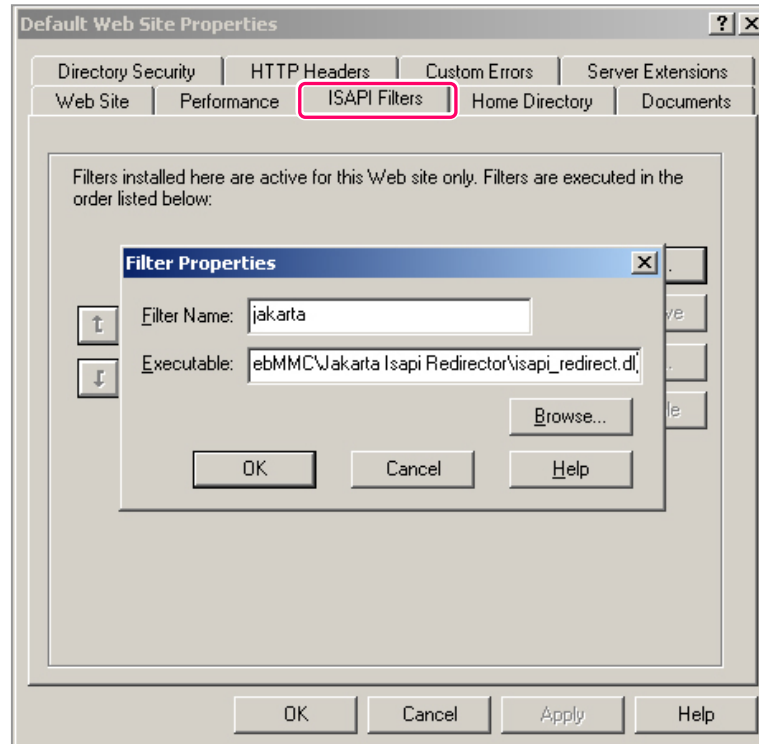 Default Web Site Properties
Directory Security HTTP Headers Custom Errors Server Extensions
Web Site Performance ISAPI Filters Home Directory Documents
Filters installed here are active for this Web site only. Filters are executed in the
order listed below:
Filter Properties
Filter Name: jakarta
Executable: ebMMC\Jakarta Isapi Redirector\isapi_redirect.dl
Browse...
OK Cancel Help
OK Cancel Apply Help